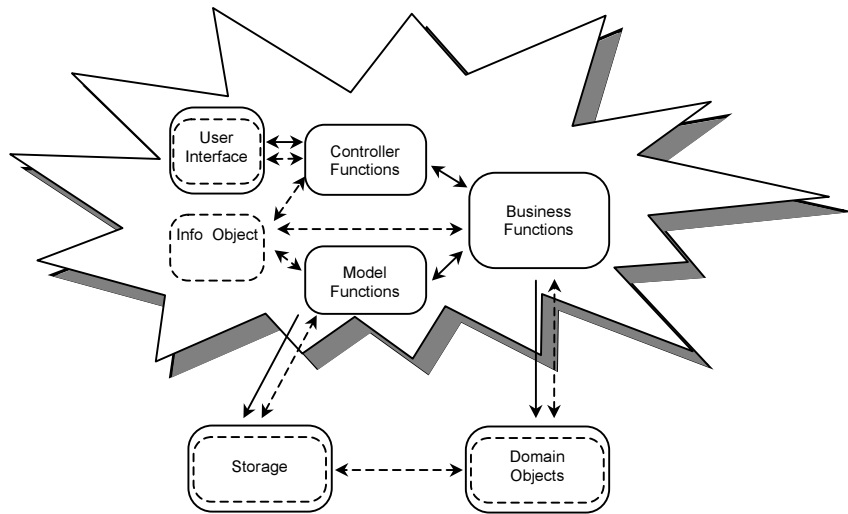 User
Interface
Controller
Functions
Info Object
Business
Functions
Model
Functions
Storage
Domain
Objects